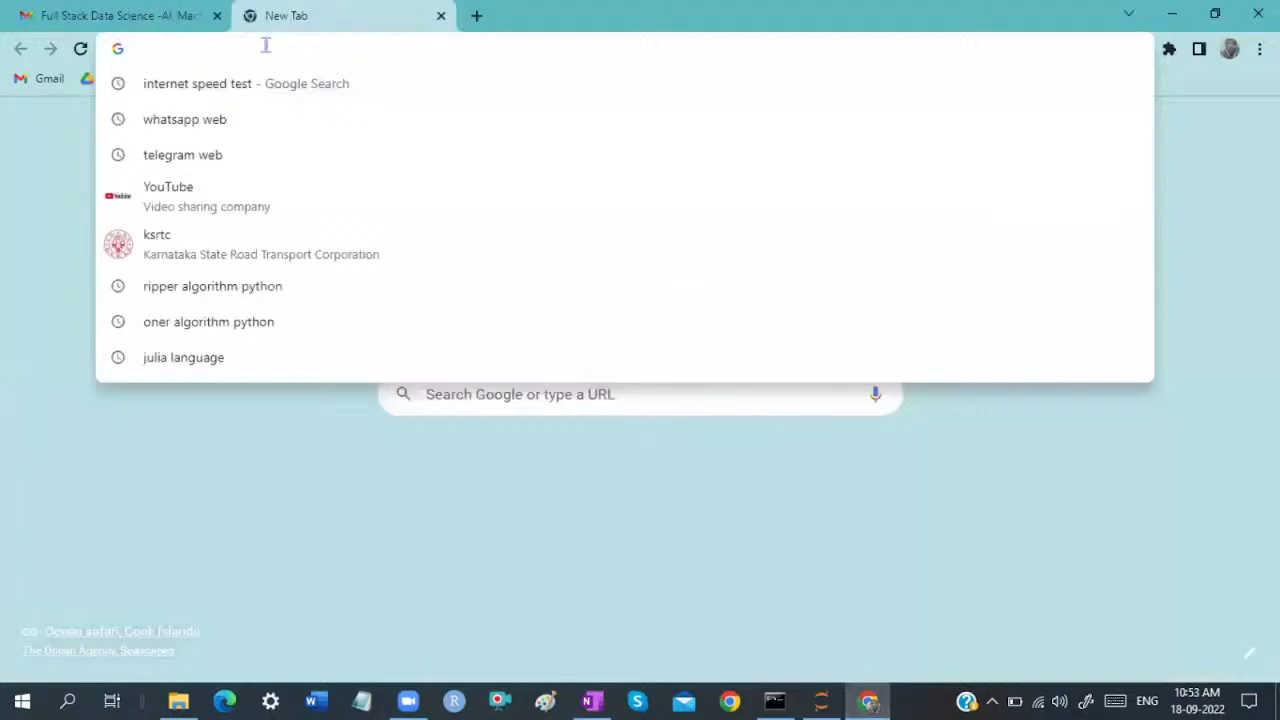 Full Stack Data Science -AI, Mac
New Tab
Gmail
internet speed test - Google Search
whatsapp web
telegram web
YouTube
Video sharing company
ksrtc
Karnataka State Road Transport Corporation
ripper algorithm python
oner algorithm python
julia language
Search Google or type a URL
Ocean safari, Cook Islands
The Ocean Agency, Seascapes
ENG
10:53 AM
18-09-2022